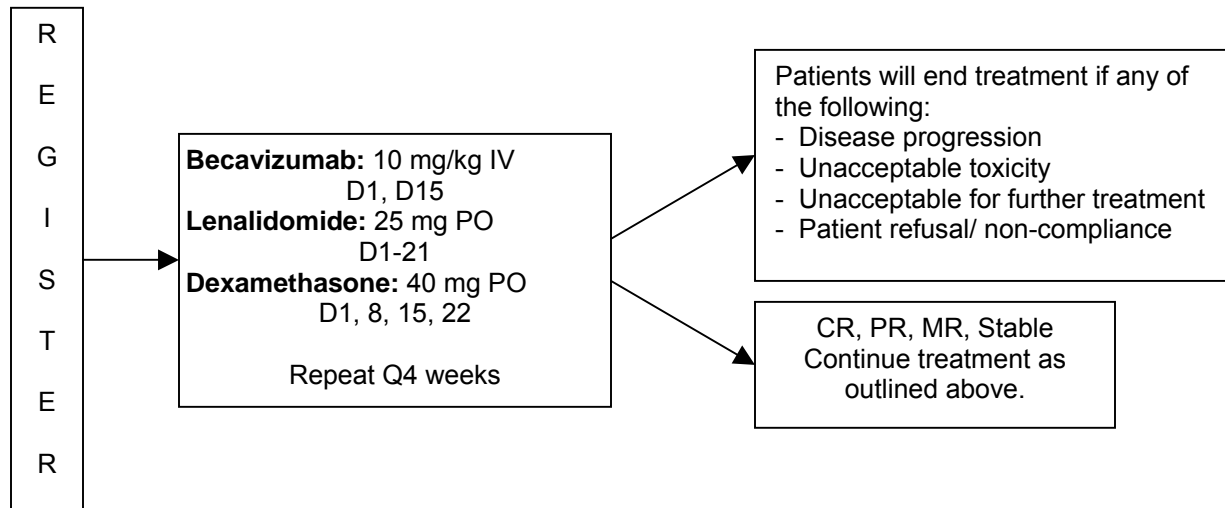 R
E
G
I
S
T
E
R
Becavizumab: 10 mg/kg IV
D1, D15
Lenalidomide: 25 mg PO
D1-21
Dexamethasone: 40 mg PO
D1, 8, 15, 22
Repeat Q4 weeks
Patients will end treatment if any of
the following:
- Disease progression
- Unacceptable toxicity
- Unacceptable for further treatment
- Patient refusal/ non-compliance
CR, PR, MR, Stable
Continue treatment as
outlined above.